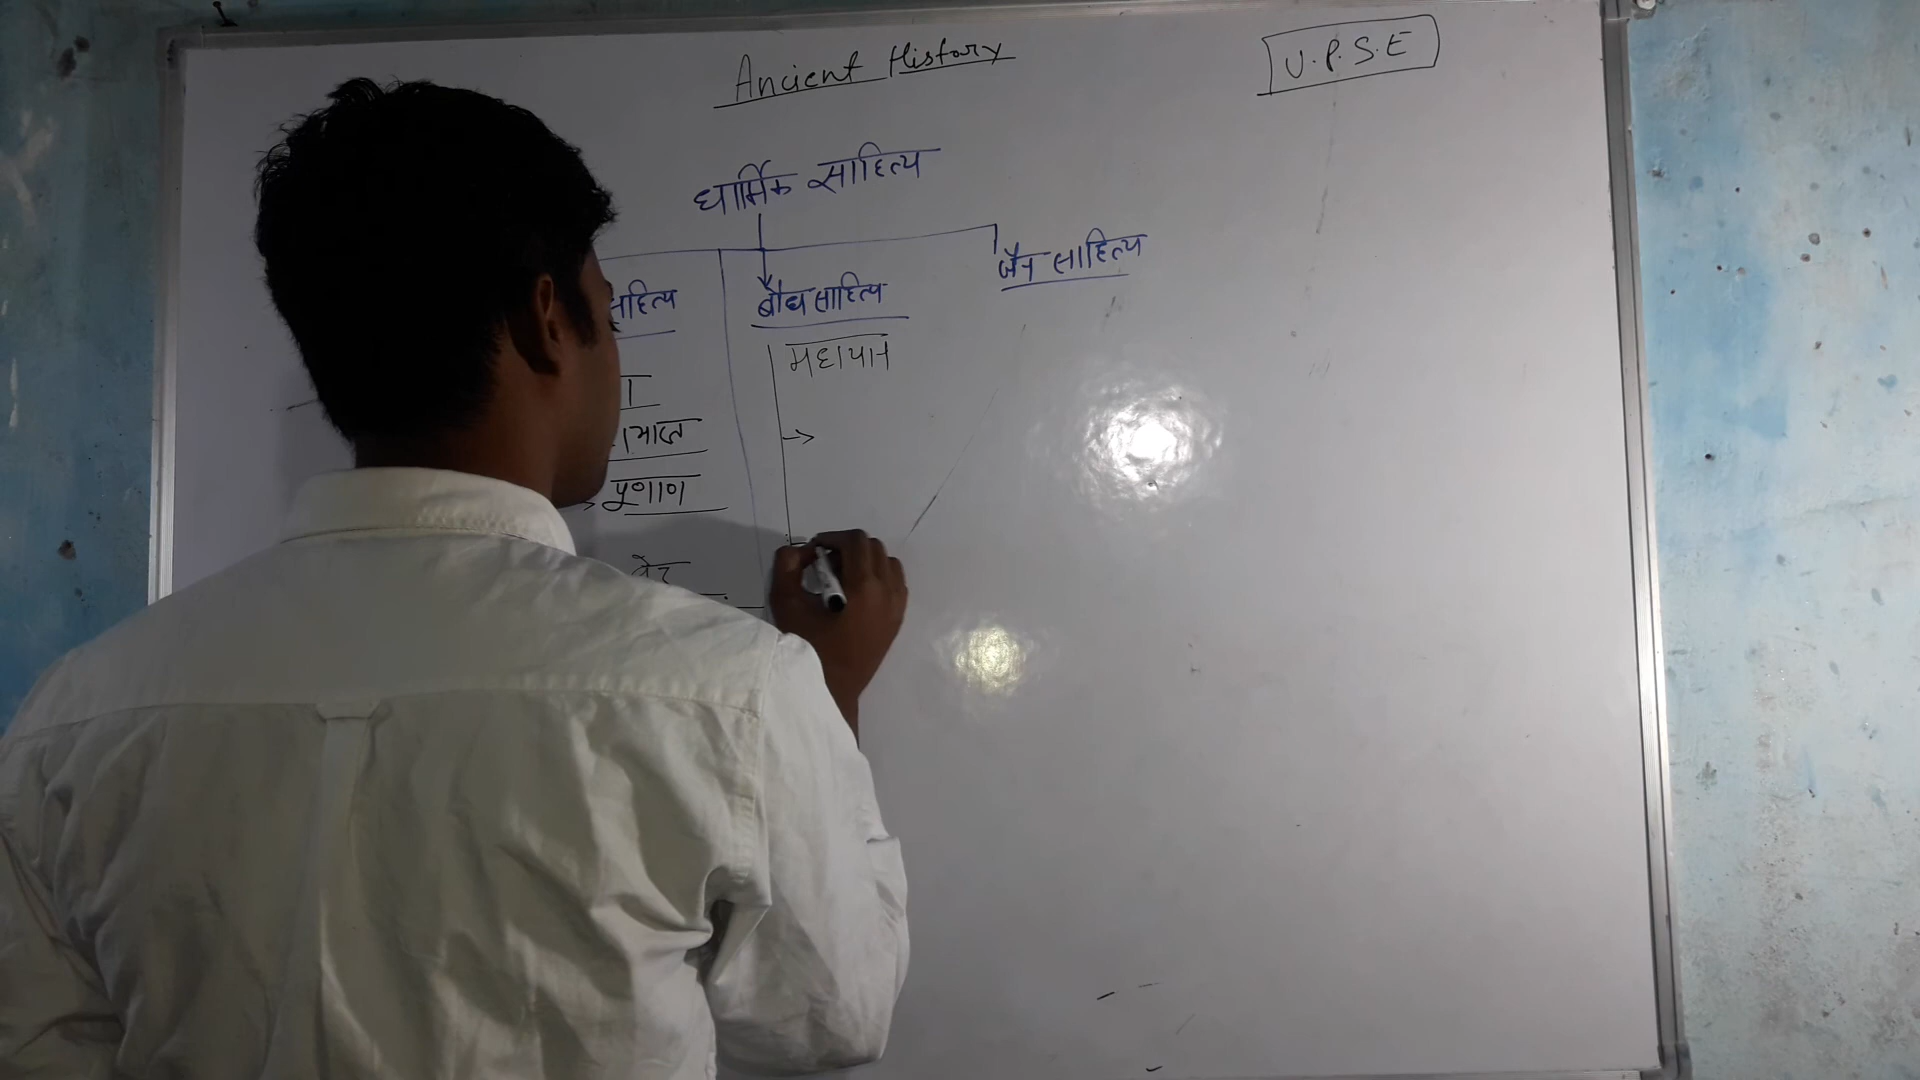 Ancient History
U.P.S.E
धार्मिक साहित्य
साहित्य
बौध साहित्य
जैन साहित्य
महायान